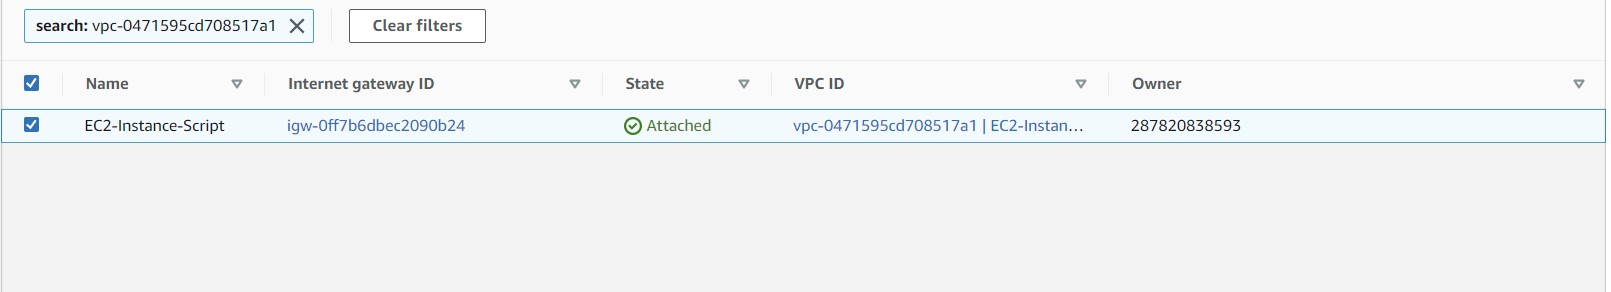 search: vpc-0471595cd708517a1 Clear filters
Name Internet gateway ID State VPC ID Owner
EC2-Instance-Script igw-0ff7b6dbec2090b24 Attached vpc-0471595cd708517a1 | EC2-Instan... 287820838593